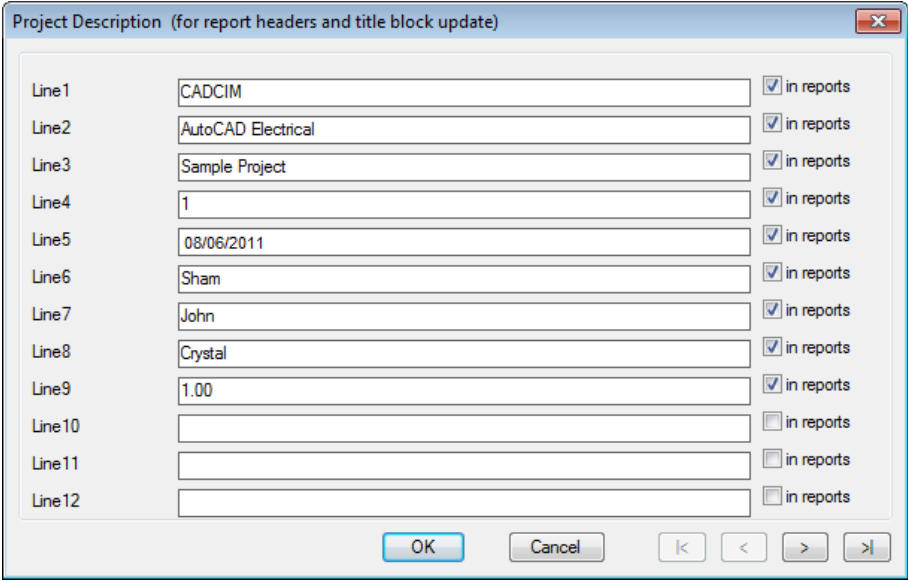 Project Description (for report headers and title block update)
Line1 CADCIM in reports
Line2 AutoCAD Electrical in reports
Line3 Sample Project in reports
Line4 1 in reports
Line5 08/06/2011 in reports
Line6 Sham in reports
Line7 John in reports
Line8 Crystal in reports
Line9 1.00 in reports
Line10 in reports
Line11 in reports
Line12 in reports
OK Cancel |< < > >|